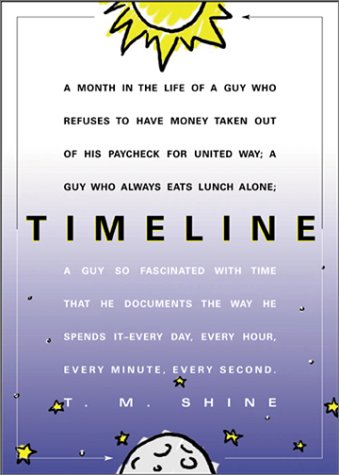 A MONTH IN THE LIFE OF A GUY WHO
REFUSES TO HAVE MONEY TAKEN OUT
OF HIS PAYCHECK FOR UNITED WAY; A
GUY WHO ALWAYS EATS LUNCH ALONE;
TIMELINE
A GUY SO FASCINATED WITH TIME
THAT HE DOCUMENTS THE WAY HE
SPENDS IT–EVERY DAY, EVERY HOUR,
EVERY MINUTE, EVERY SECOND.
T. M. SHINE